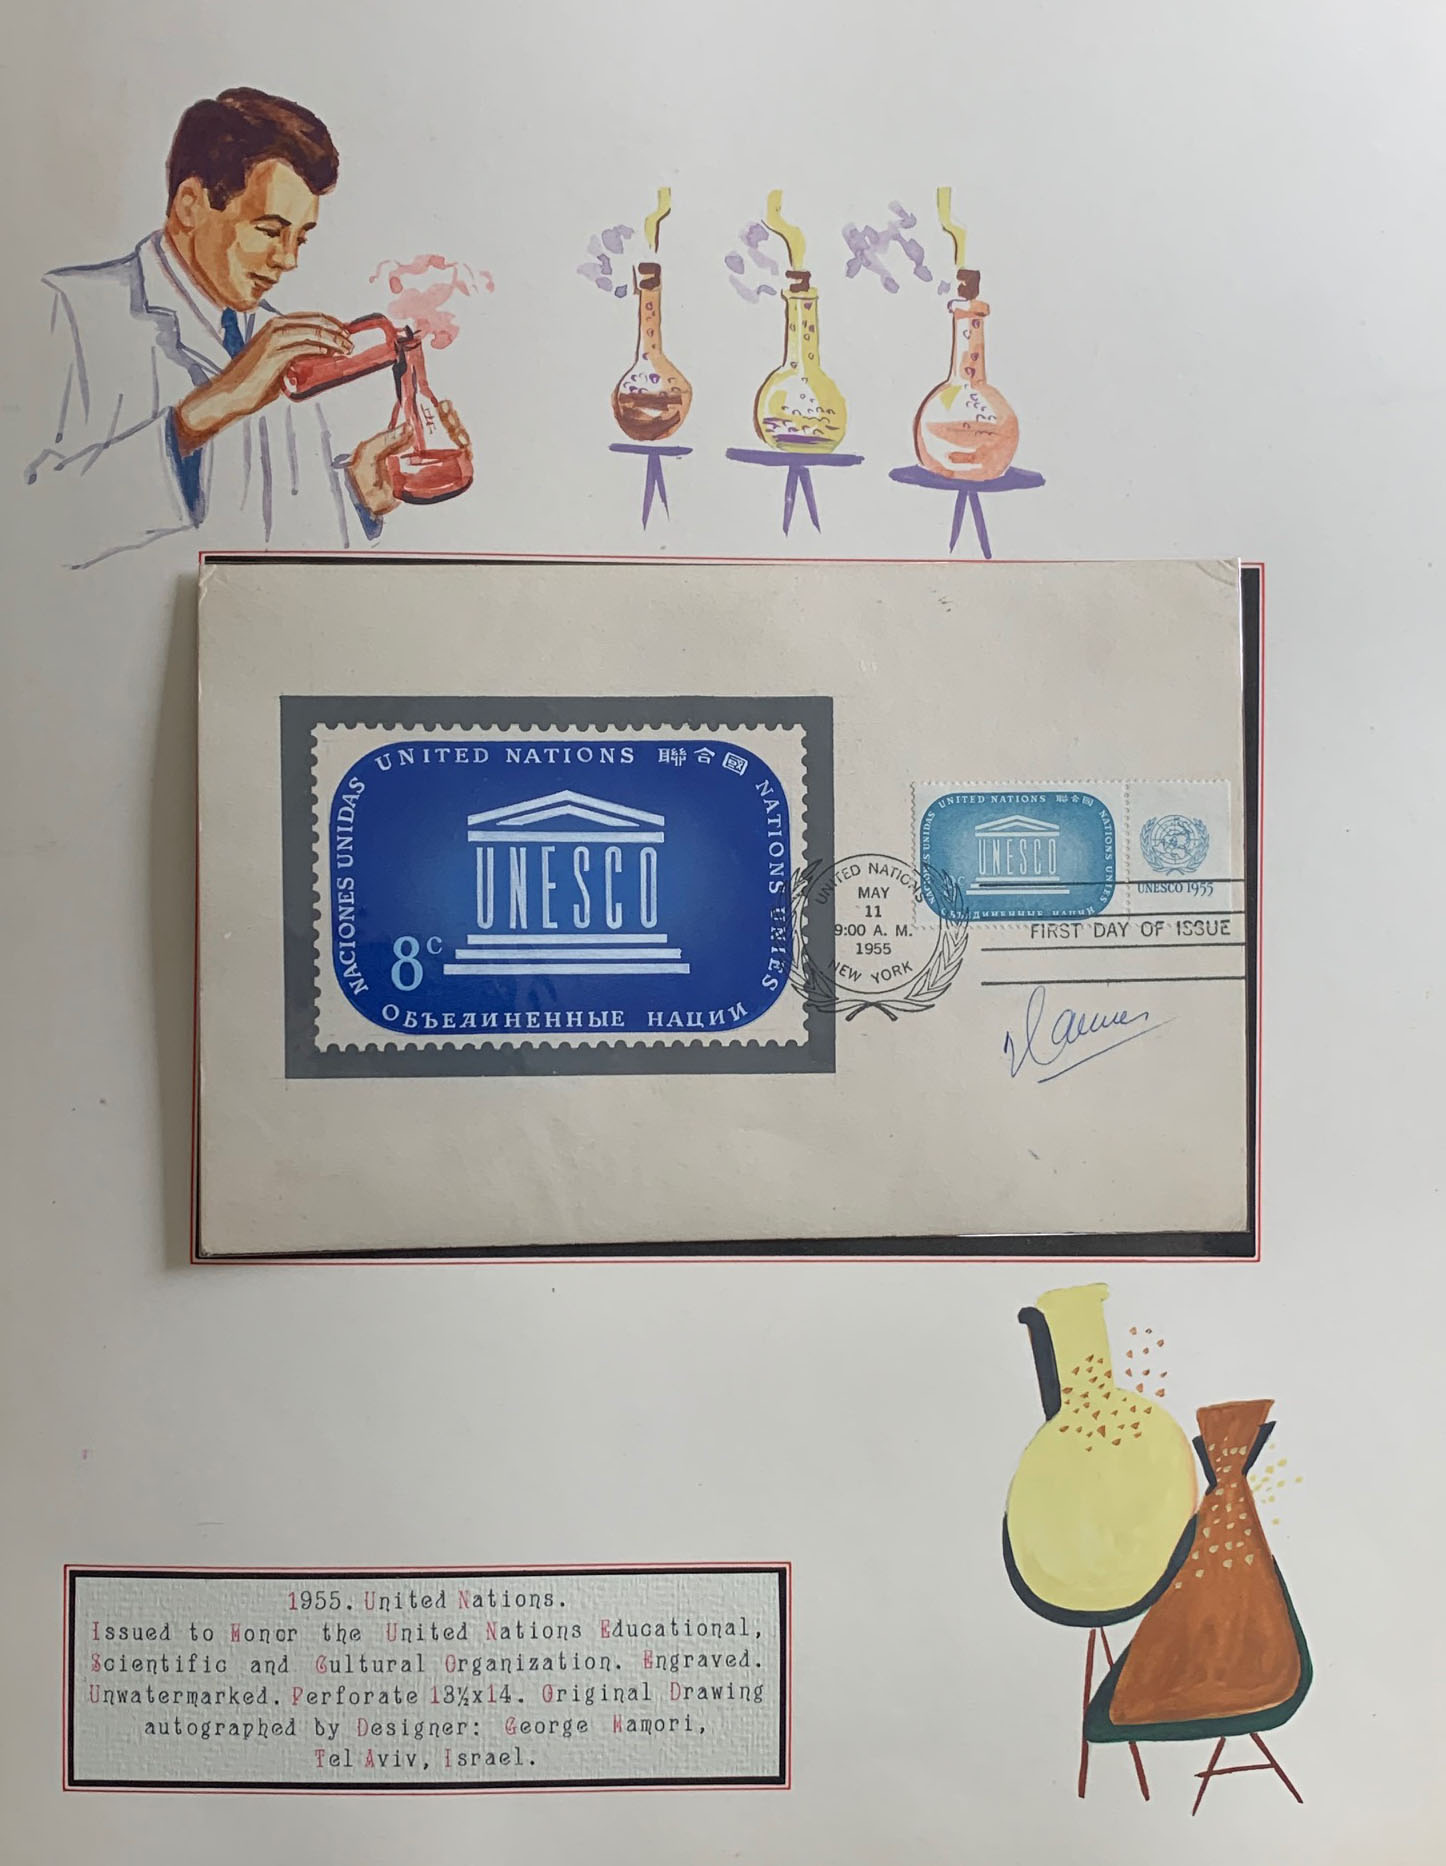 UNITED NATIONS 聯合國
NACIONES UNIDAS
NATIONS UNIES
UNESCO
8c
ОБЪЕДИНЕННЫЕ НАЦИИ
UNITED NATIONS 聯合國
NACIONES UNIDAS
NATIONS UNIES
UNESCO
ОБЪЕДИНЕННЫЕ НАЦИИ
UNESCO 1955
UNITED NATIONS
MAY
11
9:00 A. M.
1955
NEW YORK
FIRST DAY OF ISSUE
1955. United Nations.
Issued to Honor the United Nations Educational,
Scientific and Cultural Organization. Engraved.
Unwatermarked. Perforate 13½x14. Original Drawing
autographed by Designer: George Hamori,
Tel Aviv, Israel.